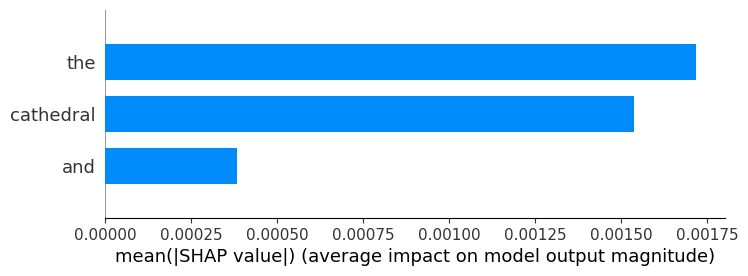 the
cathedral
and
0.00000 0.00025 0.00050 0.00075 0.00100 0.00125 0.00150 0.00175
mean(|SHAP value|) (average impact on model output magnitude)